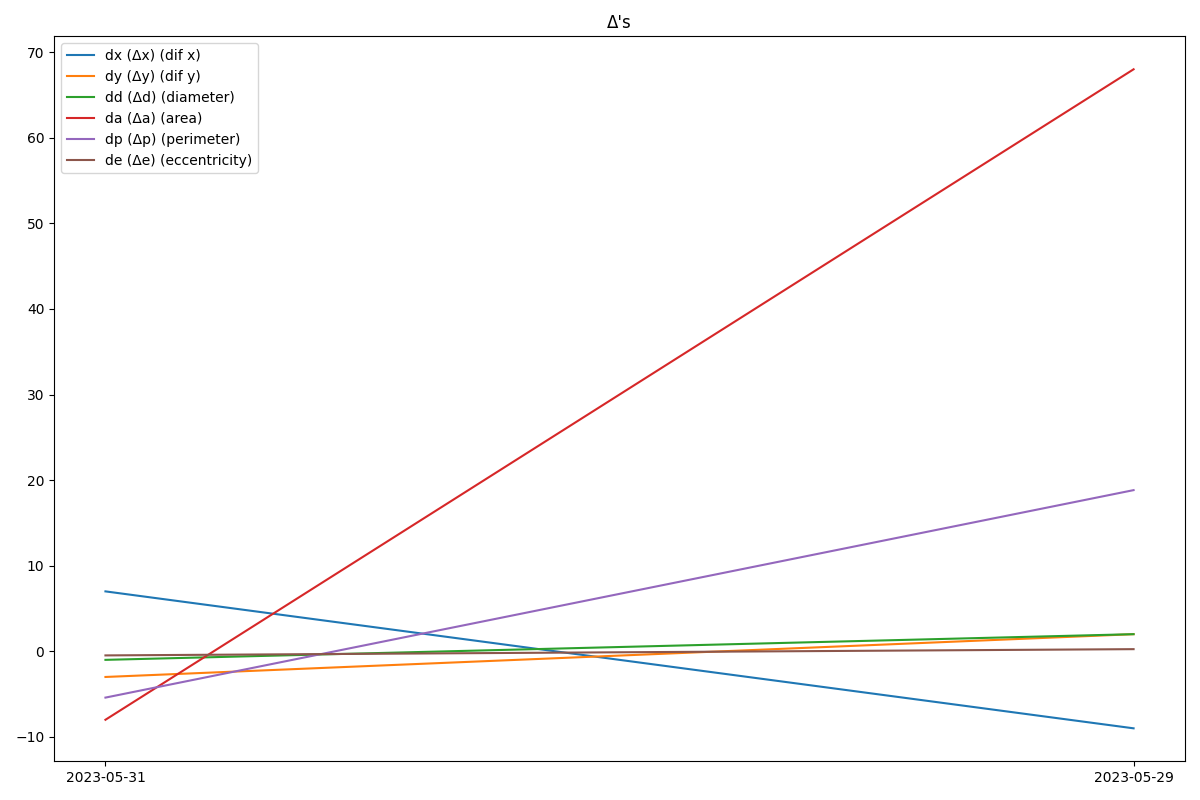 Δ's
dx (Δx) (dif x)
dy (Δy) (dif y)
dd (Δd) (diameter)
da (Δa) (area)
dp (Δp) (perimeter)
de (Δe) (eccentricity)
70
60
50
40
30
20
10
0
−10
2023-05-31 2023-05-29